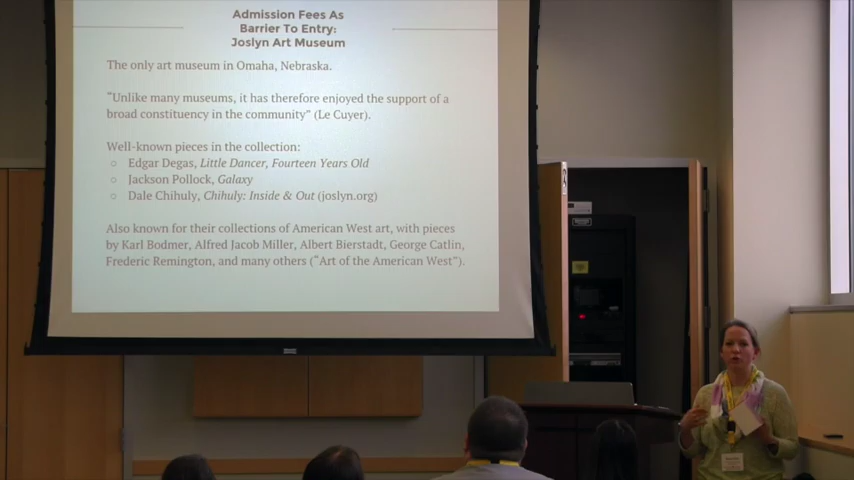 Admission Fees As
Barrier To Entry:
Joslyn Art Museum
The only art museum in Omaha, Nebraska.
“Unlike many museums, it has therefore enjoyed the support of a
broad constituency in the community” (Le Cuyer).
Well-known pieces in the collection:
○ Edgar Degas, Little Dancer, Fourteen Years Old
○ Jackson Pollock, Galaxy
○ Dale Chihuly, Chihuly: Inside & Out (joslyn.org)
Also known for their collections of American West art, with pieces
by Karl Bodmer, Alfred Jacob Miller, Albert Bierstadt, George Catlin,
Frederic Remington, and many others (“Art of the American West”).